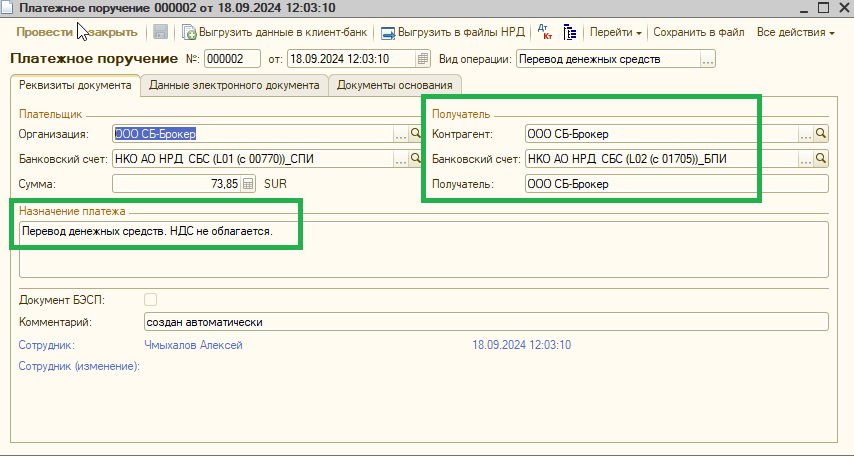 Платежное поручение 000002 от 18.09.2024 12:03:10
Провести и закрыть Выгрузить данные в клиент-банк Выгрузить в файлы НРД Дт Кт Перейти Сохранить в файл Все действия
Платежное поручение №: 000002 от: 18.09.2024 12:03:10 Вид операции: Перевод денежных средств ...
Реквизиты документа Данные электронного документа Документы основания
Плательщик Получатель
Организация: ООО СБ-Брокер ... Контрагент: ООО СБ-Брокер ...
Банковский счет: НКО АО НРД СБС (L01 (с 00770))_СПИ ... Банковский счет: НКО АО НРД СБС (L02 (с 01705))_БПИ ...
Сумма: 73,85 SUR Получатель: ООО СБ-Брокер
Назначение платежа
Перевод денежных средств. НДС не облагается.
Документ БЭСП:
Комментарий: создан автоматически
Сотрудник: Чмыхалов Алексей 18.09.2024 12:03:10
Сотрудник (изменение):